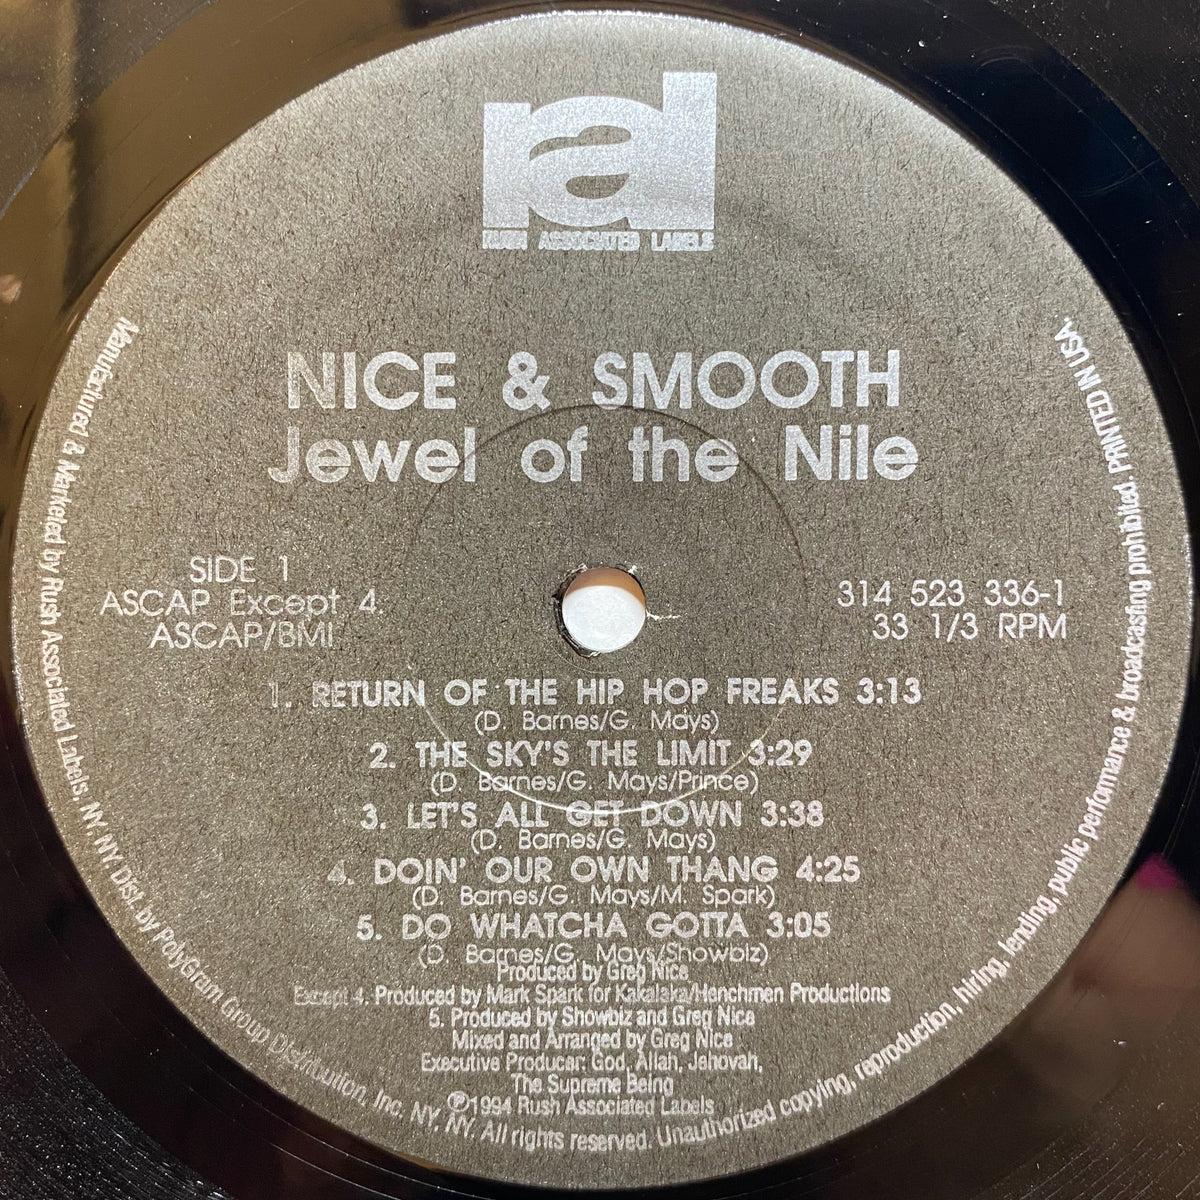 ral
RUSH ASSOCIATED LABELS
NICE & SMOOTH
Jewel of the Nile
SIDE 1
ASCAP Except 4.
ASCAP/BMI
314 523 336-1
33 1/3 RPM
1. RETURN OF THE HIP HOP FREAKS 3:13
(D. Barnes/G. Mays)
2. THE SKY'S THE LIMIT 3:29
(D. Barnes/G. Mays/Prince)
3. LET'S ALL GET DOWN 3:38
(D. Barnes/G. Mays)
4. DOIN' OUR OWN THANG 4:25
(D. Barnes/G. Mays/M. Spark)
5. DO WHATCHA GOTTA 3:05
(D. Barnes/G. Mays/Showbiz)
Produced by Greg Nice
Except 4. Produced by Mark Spark for Kakalaka/Henchmen Productions
5. Produced by Showbiz and Greg Nice
Mixed and Arranged by Greg Nice
Executive Producer: God, Allah, Jehovah,
The Supreme Being
℗1994 Rush Associated Labels
Manufactured & Marketed by Rush Associated Labels, NY. NY. Dist. by PolyGram Group Distribution, Inc. NY, NY. All rights reserved. Unauthorized copying, reproduction, hiring, lending, public performance & broadcasting prohibited. PRINTED IN USA.